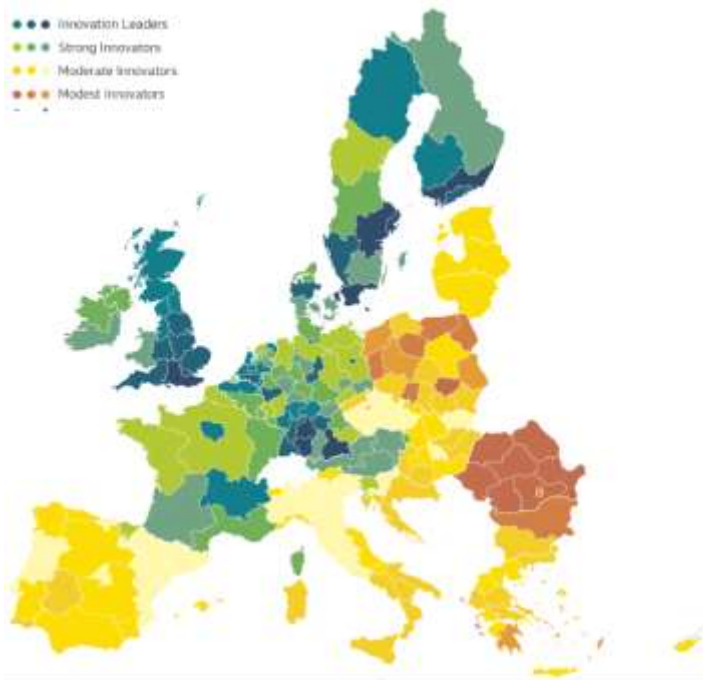 Innovation Leaders
Strong Innovators
Moderate Innovators
Modest Innovators